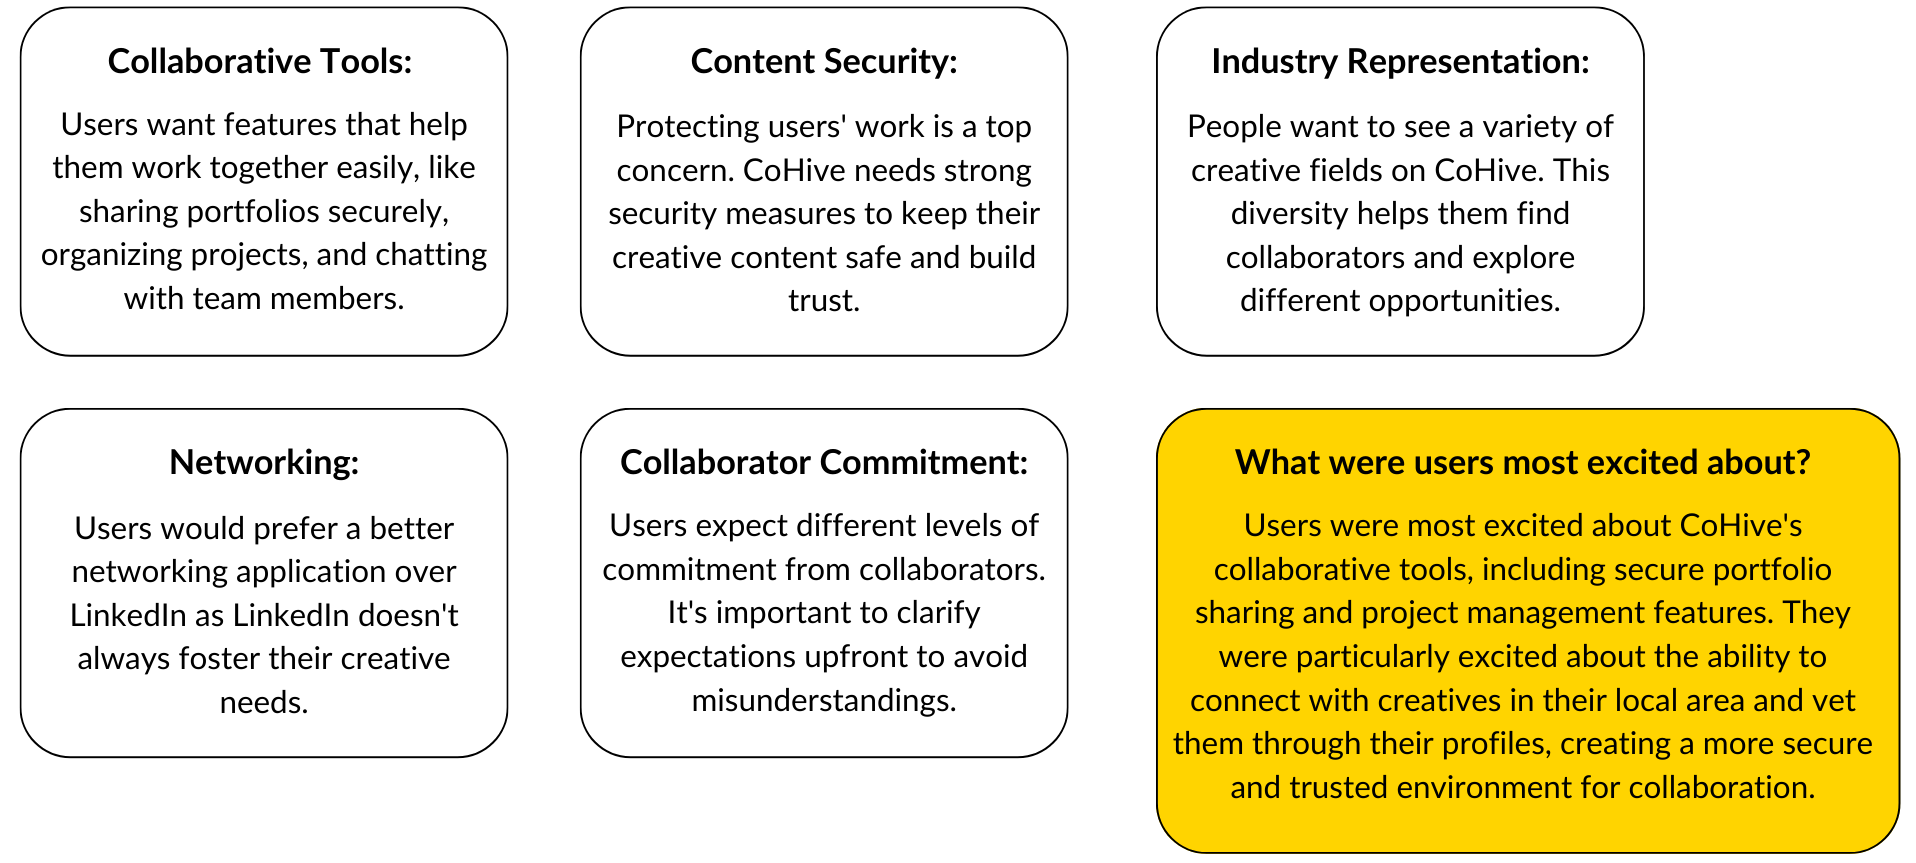 Collaborative Tools:
Users want features that help
them work together easily, like
sharing portfolios securely,
organizing projects, and chatting
with team members.
Content Security:
Protecting users' work is a top
concern. CoHive needs strong
security measures to keep their
creative content safe and build
trust.
Industry Representation:
People want to see a variety of
creative fields on CoHive. This
diversity helps them find
collaborators and explore
different opportunities.
Networking:
Users would prefer a better
networking application over
LinkedIn as LinkedIn doesn't
always foster their creative
needs.
Collaborator Commitment:
Users expect different levels of
commitment from collaborators.
It's important to clarify
expectations upfront to avoid
misunderstandings.
What were users most excited about?
Users were most excited about CoHive's
collaborative tools, including secure portfolio
sharing and project management features. They
were particularly excited about the ability to
connect with creatives in their local area and vet
them through their profiles, creating a more secure
and trusted environment for collaboration.